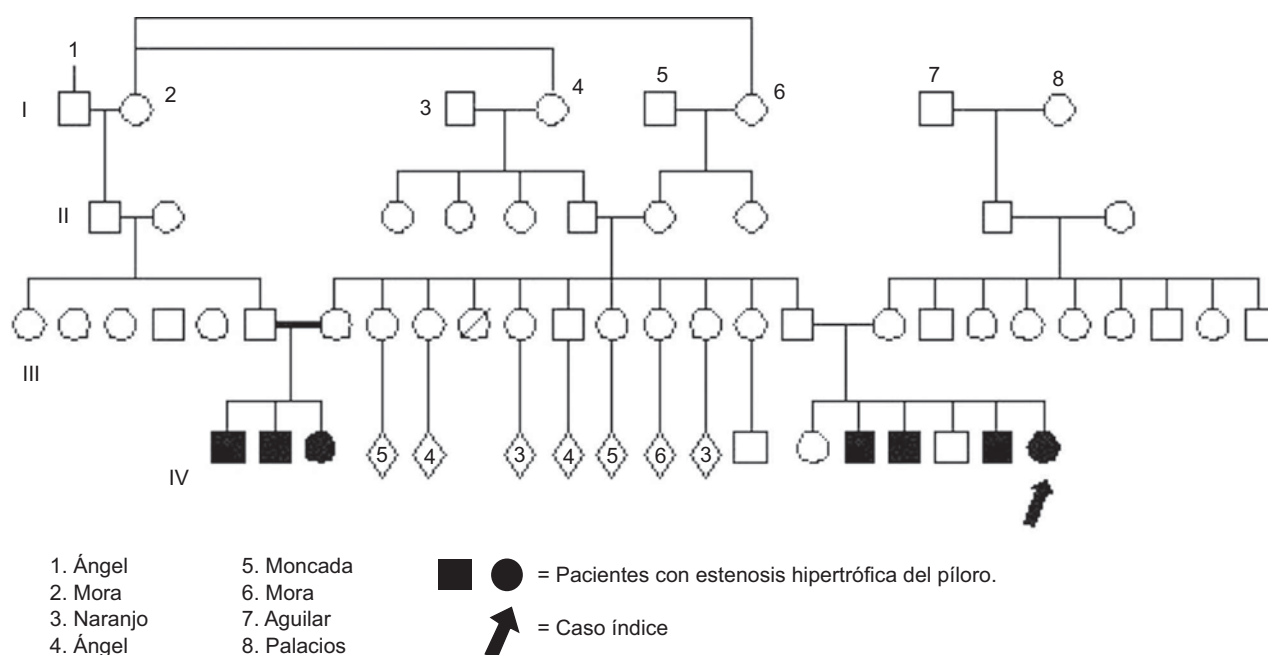 1
I
2
3
4
5
6
7
8
II
III
IV
5
4
3
4
5
6
3
1. Ángel
2. Mora
3. Naranjo
4. Ángel
5. Moncada
6. Mora
7. Aguilar
8. Palacios
= Pacientes con estenosis hipertrófica del píloro.
= Caso índice